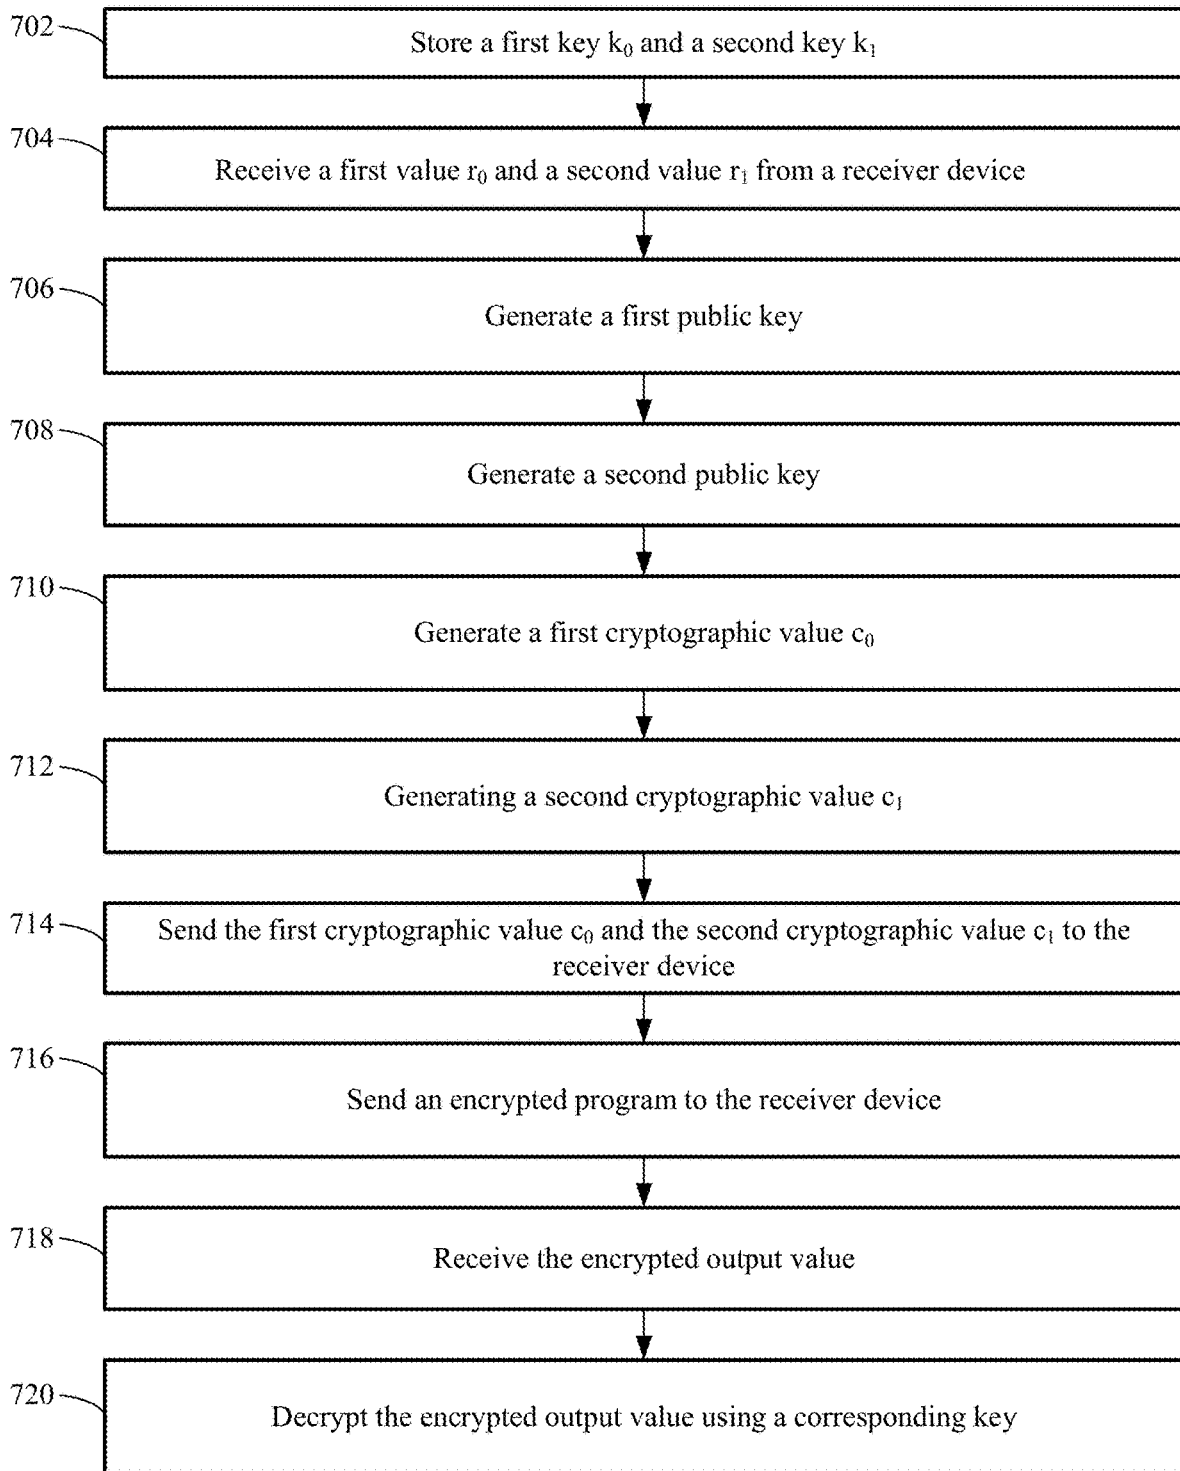 702
Store a first key k₀ and a second key k₁
704
Receive a first value r₀ and a second value r₁ from a receiver device
706
Generate a first public key
708
Generate a second public key
710
Generate a first cryptographic value c₀
712
Generating a second cryptographic value c₁
714
Send the first cryptographic value c₀ and the second cryptographic value c₁ to the
receiver device
716
Send an encrypted program to the receiver device
718
Receive the encrypted output value
720
Decrypt the encrypted output value using a corresponding key